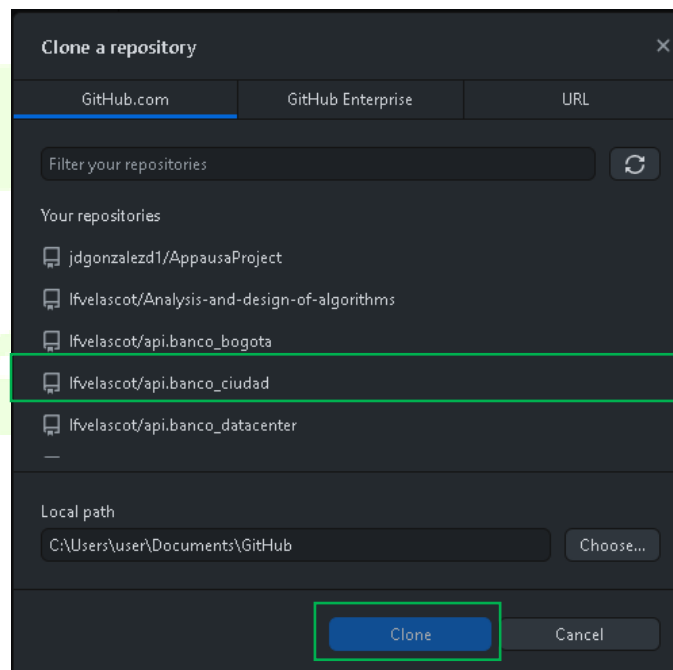 Clone a repository
GitHub.com GitHub Enterprise URL
Filter your repositories
Your repositories
jdgonzalezd1/AppausaProject
lfvelascot/Analysis-and-design-of-algorithms
lfvelascot/api.banco_bogota
lfvelascot/api.banco_ciudad
lfvelascot/api.banco_datacenter
Local path
C:\Users\user\Documents\GitHub Choose...
Clone Cancel